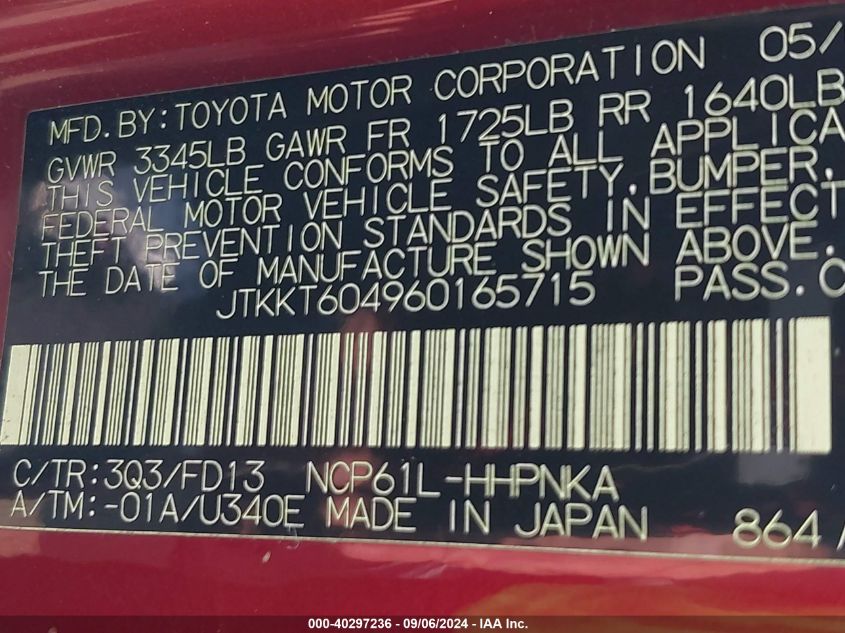 MFD. BY: TOYOTA MOTOR CORPORATION 05/
GVWR 3345LB GAWR FR 1725LB RR 1640LB
THIS VEHICLE CONFORMS TO ALL APPLICA
FEDERAL MOTOR VEHICLE SAFETY, BUMPER,
THEFT PREVENTION STANDARDS IN EFFECT
THE DATE OF MANUFACTURE SHOWN ABOVE.
JTKKT604960165715 PASS. C
C/TR: 3Q3/FD13 NCP61L-HHPNKA
A/TM: -01A/U340E MADE IN JAPAN 864
000-40297236 - 09/06/2024 - IAA Inc.